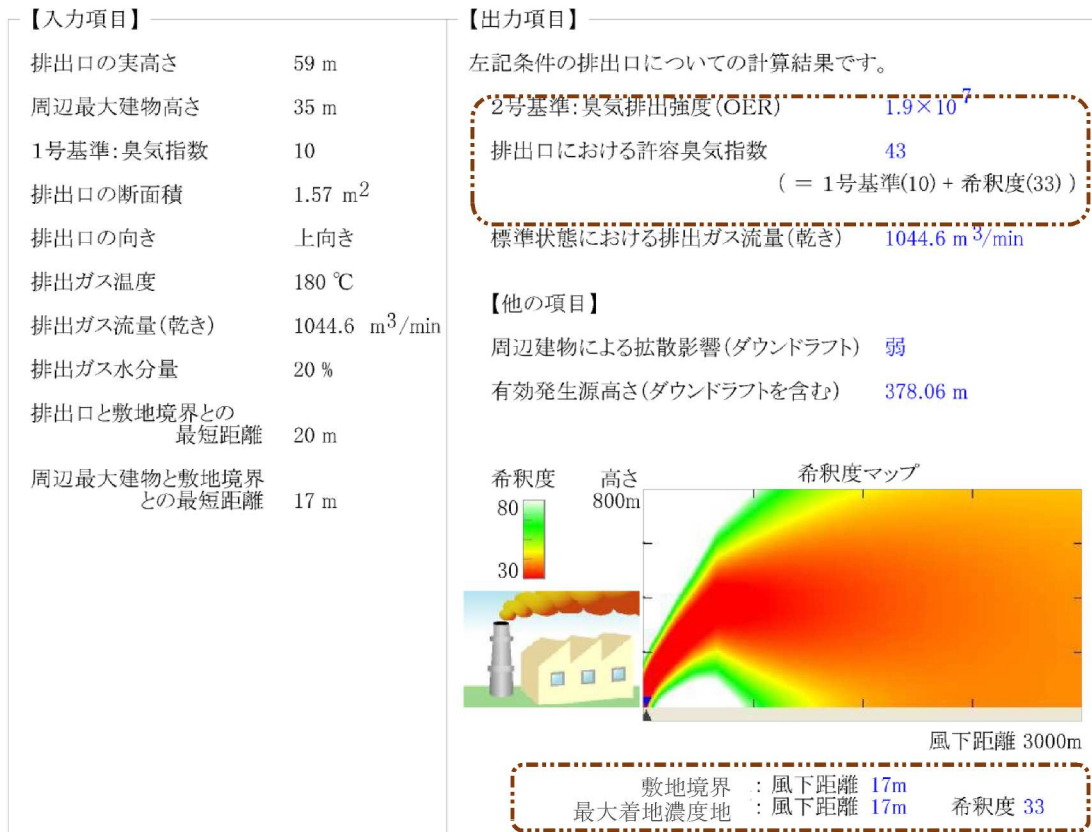 【入力項目】
排出口の実高さ 59 m
周辺最大建物高さ 35 m
1号基準:臭気指数 10
排出口の断面積 1.57 m2
排出口の向き 上向き
排出ガス温度 180 ℃
排出ガス流量(乾き) 1044.6 m3/min
排出ガス水分量 20 %
排出口と敷地境界との
最短距離 20 m
周辺最大建物と敷地境界
との最短距離 17 m
【出力項目】
左記条件の排出口についての計算結果です。
2号基準:臭気排出強度(OER) 1.9×10 7
排出口における許容臭気指数 43
( = 1号基準(10) + 希釈度(33) )
標準状態における排出ガス流量(乾き) 1044.6 m 3/min
【他の項目】
周辺建物による拡散影響(ダウンドラフト) 弱
有効発生源高さ(ダウンドラフトを含む) 378.06 m
希釈度 高さ 希釈度マップ
80 800m
30
風下距離 3000m
敷地境界 : 風下距離 17m
最大着地濃度地 : 風下距離 17m 希釈度 33